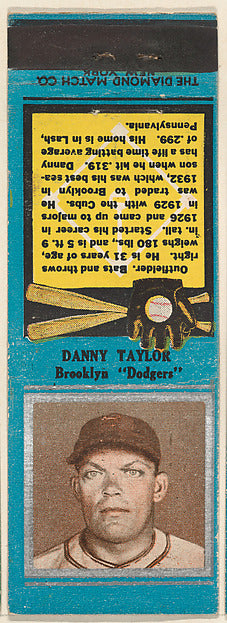 DANNY TAYLOR
Brooklyn "Dodgers"
Outfielder. Bats and throws
right. He is 31 years of age,
weighs 180 lbs., and is 5 ft. 9
in. tall. Started his career in
1926 and came up to majors
in 1929 with the Cubs. He
was traded to Brooklyn in
1932, which was his best sea-
son when he hit .319. Danny
has a life time batting average
of .299. His home is in Lash,
Pennsylvania.
THE DIAMOND MATCH CO.
NEW YORK